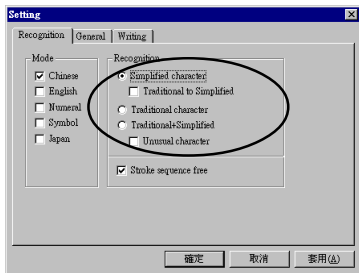 Setting
Recognition General Writing
Mode
Chinese
English
Numeral
Symbol
Japan
Recognition
Simplified character
Traditional to Simplified
Traditional character
Traditional+Simplified
Unusual character
Stroke sequence free
確定 取消 套用(A)